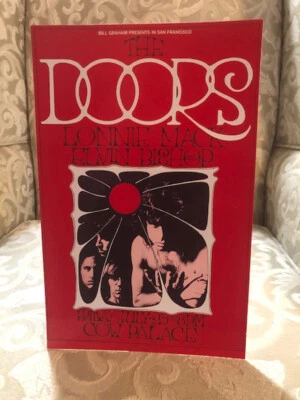 BILL GRAHAM PRESENTS IN SAN FRANCISCO
THE
DOORS
LONNIE MACK
ELVIN BISHOP
COW PALACE